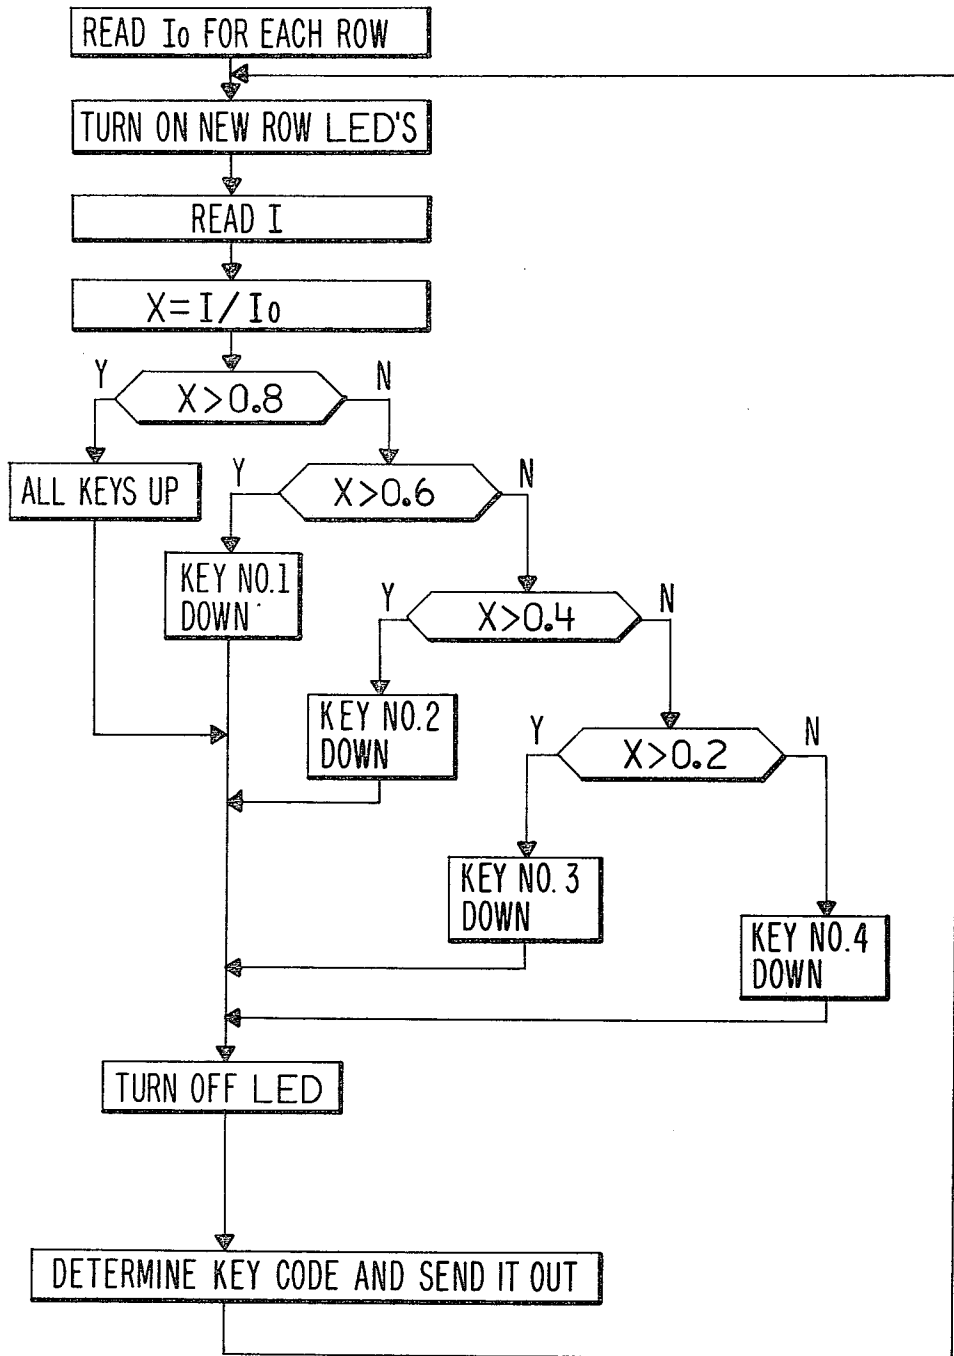 READ I0 FOR EACH ROW
TURN ON NEW ROW LED'S
READ I
X=I/I0
Y
N
X>0.8
ALL KEYS UP
Y
N
X>0.6
KEY NO.1
DOWN
Y
N
X>0.4
KEY NO.2
DOWN
Y
N
X>0.2
KEY NO.3
DOWN
KEY NO.4
DOWN
TURN OFF LED
DETERMINE KEY CODE AND SEND IT OUT